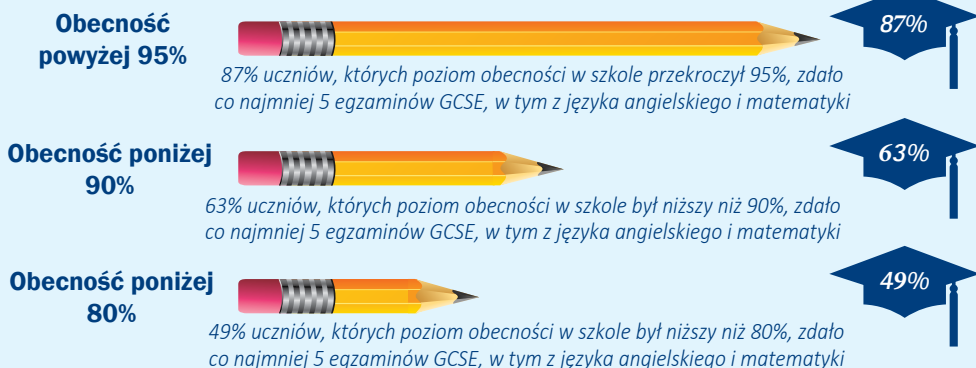 Obecność
powyżej 95%
87%
87% uczniów, których poziom obecności w szkole przekroczył 95%, zdało
co najmniej 5 egzaminów GCSE, w tym z języka angielskiego i matematyki
Obecność poniżej
90%
63%
63% uczniów, których poziom obecności w szkole był niższy niż 90%, zdało
co najmniej 5 egzaminów GCSE, w tym z języka angielskiego i matematyki
Obecność poniżej
80%
49%
49% uczniów, których poziom obecności w szkole był niższy niż 80%, zdało
co najmniej 5 egzaminów GCSE, w tym z języka angielskiego i matematyki